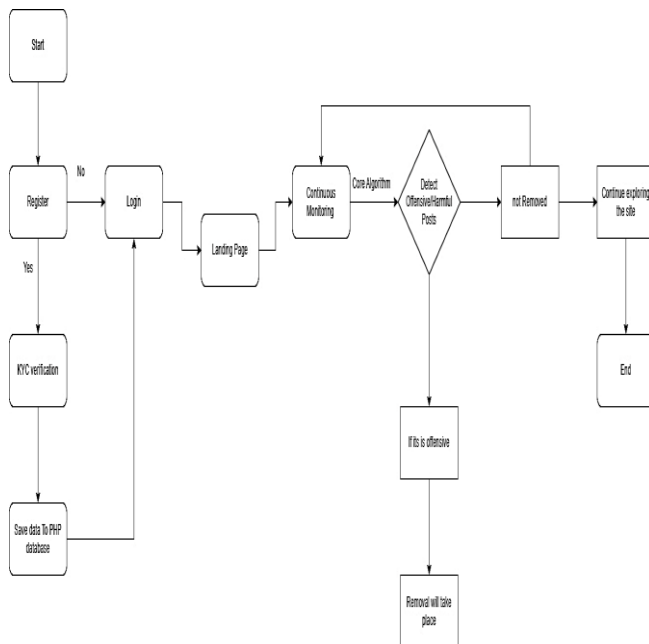 Start
Register
No
Login
Yes
KYC verification
Save data To PHP
database
Landing Page
Continuous
Monitoring
Core Algorithm
Detect
Offensive/Harmful
Posts
not Removed
Continue exploring
the site
End
If its is offensive
Removal will take
place